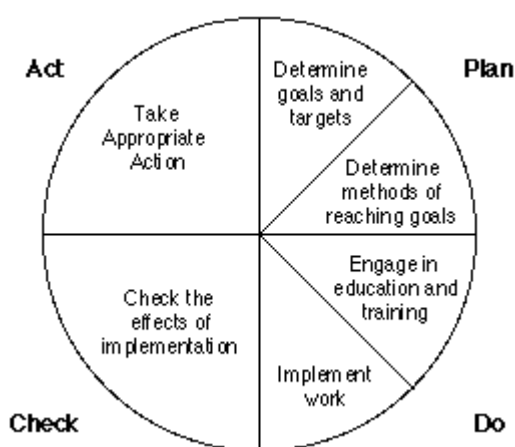 Act
Plan
Take
Appropriate
Action
Determine
goals and
targets
Determine
methods of
reaching goals
Engage in
education and
training
Implement
work
Check the
effects of
implementation
Check
Do